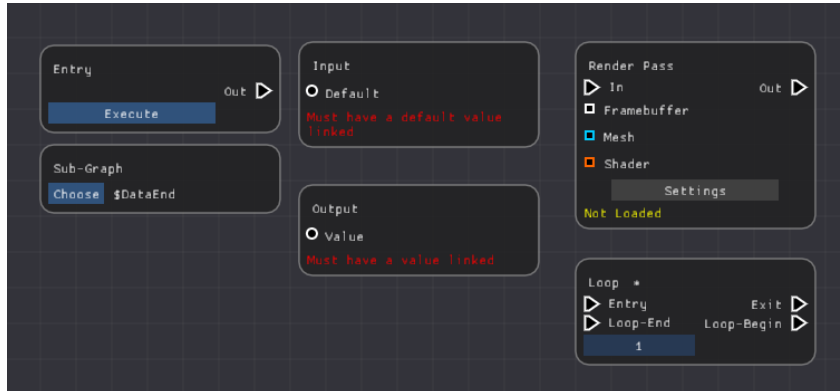 Entry
Out
Execute
Sub-Graph
Choose $DataEnd
Input
Default
Must have a default value
linked
Output
Value
Must have a value linked
Render Pass
In Out
Framebuffer
Mesh
Shader
Settings
Not Loaded
Loop *
Entry Exit
Loop-End Loop-Begin
1